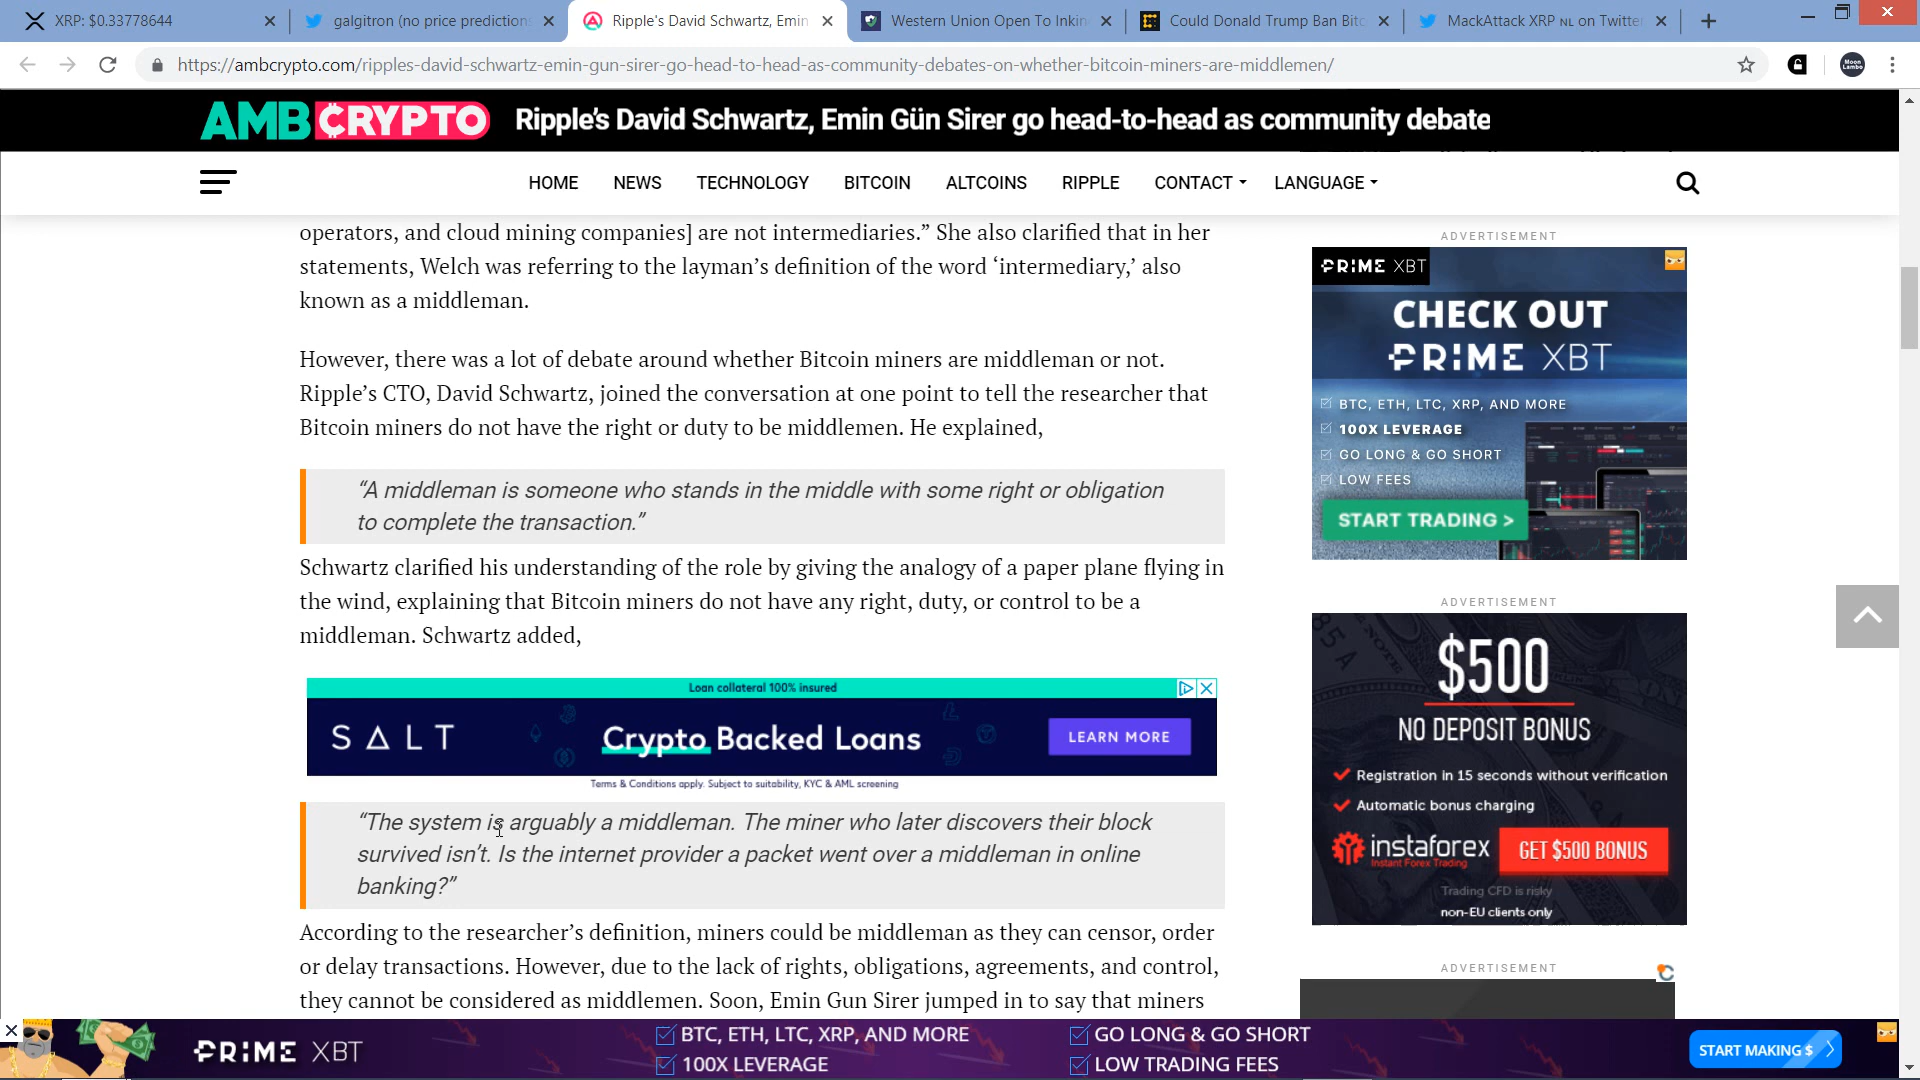 XRP: $0.33778644
galgitron (no price prediction
Ripple's David Schwartz, Emin
Western Union Open To Inkin
Could Donald Trump Ban Bitc
MackAttack XRP NL on Twitte
https://ambcrypto.com/ripples-david-schwartz-emin-gun-sirer-go-head-to-head-as-community-debates-on-whether-bitcoin-miners-are-middlemen/
Moon Lambo
AMBCRYPTO
Ripple's David Schwartz, Emin Gün Sirer go head-to-head as community debate
HOME
NEWS
TECHNOLOGY
BITCOIN
ALTCOINS
RIPPLE
CONTACT
LANGUAGE
operators, and cloud mining companies] are not intermediaries.” She also clarified that in her
statements, Welch was referring to the layman’s definition of the word ‘intermediary,’ also
known as a middleman.
However, there was a lot of debate around whether Bitcoin miners are middleman or not.
Ripple’s CTO, David Schwartz, joined the conversation at one point to tell the researcher that
Bitcoin miners do not have the right or duty to be middlemen. He explained,
“A middleman is someone who stands in the middle with some right or obligation
to complete the transaction.”
Schwartz clarified his understanding of the role by giving the analogy of a paper plane flying in
the wind, explaining that Bitcoin miners do not have any right, duty, or control to be a
middleman. Schwartz added,
Loan collateral 100% insured
SALT
Crypto Backed Loans
LEARN MORE
Terms & Conditions apply. Subject to suitability, KYC & AML screening
“The system is arguably a middleman. The miner who later discovers their block
survived isn’t. Is the internet provider a packet went over a middleman in online
banking?”
According to the researcher’s definition, miners could be middleman as they can censor, order
or delay transactions. However, due to the lack of rights, obligations, agreements, and control,
they cannot be considered as middlemen. Soon, Emin Gun Sirer jumped in to say that miners
ADVERTISEMENT
PRIME XBT
CHECK OUT
PRIME XBT
BTC, ETH, LTC, XRP, AND MORE
100X LEVERAGE
GO LONG & GO SHORT
LOW FEES
START TRADING >
ADVERTISEMENT
$500
NO DEPOSIT BONUS
Registration in 15 seconds without verification
Automatic bonus charging
instaforex
Instant Forex Trading
GET $500 BONUS
Trading CFD is risky
non-EU clients only
ADVERTISEMENT
PRIME XBT
BTC, ETH, LTC, XRP, AND MORE
100X LEVERAGE
GO LONG & GO SHORT
LOW TRADING FEES
START MAKING $